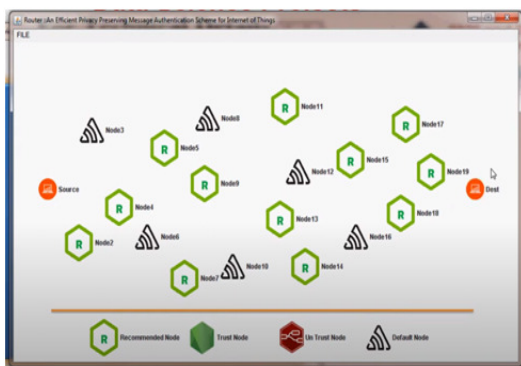 Router ::An Efficient Privacy Preserving Message Authentication Scheme for Internet of Things
FILE
R Node11
Node8
R Node17
Node3
R Node5
R Node15
R Node19
Node12
R Node9
Source
Dest
R Node4
R Node18
R Node13
Node6
Node16
R Node2
R Node14
Node10
R Node7
R Recommended Node Trust Node Un Trust Node Default Node